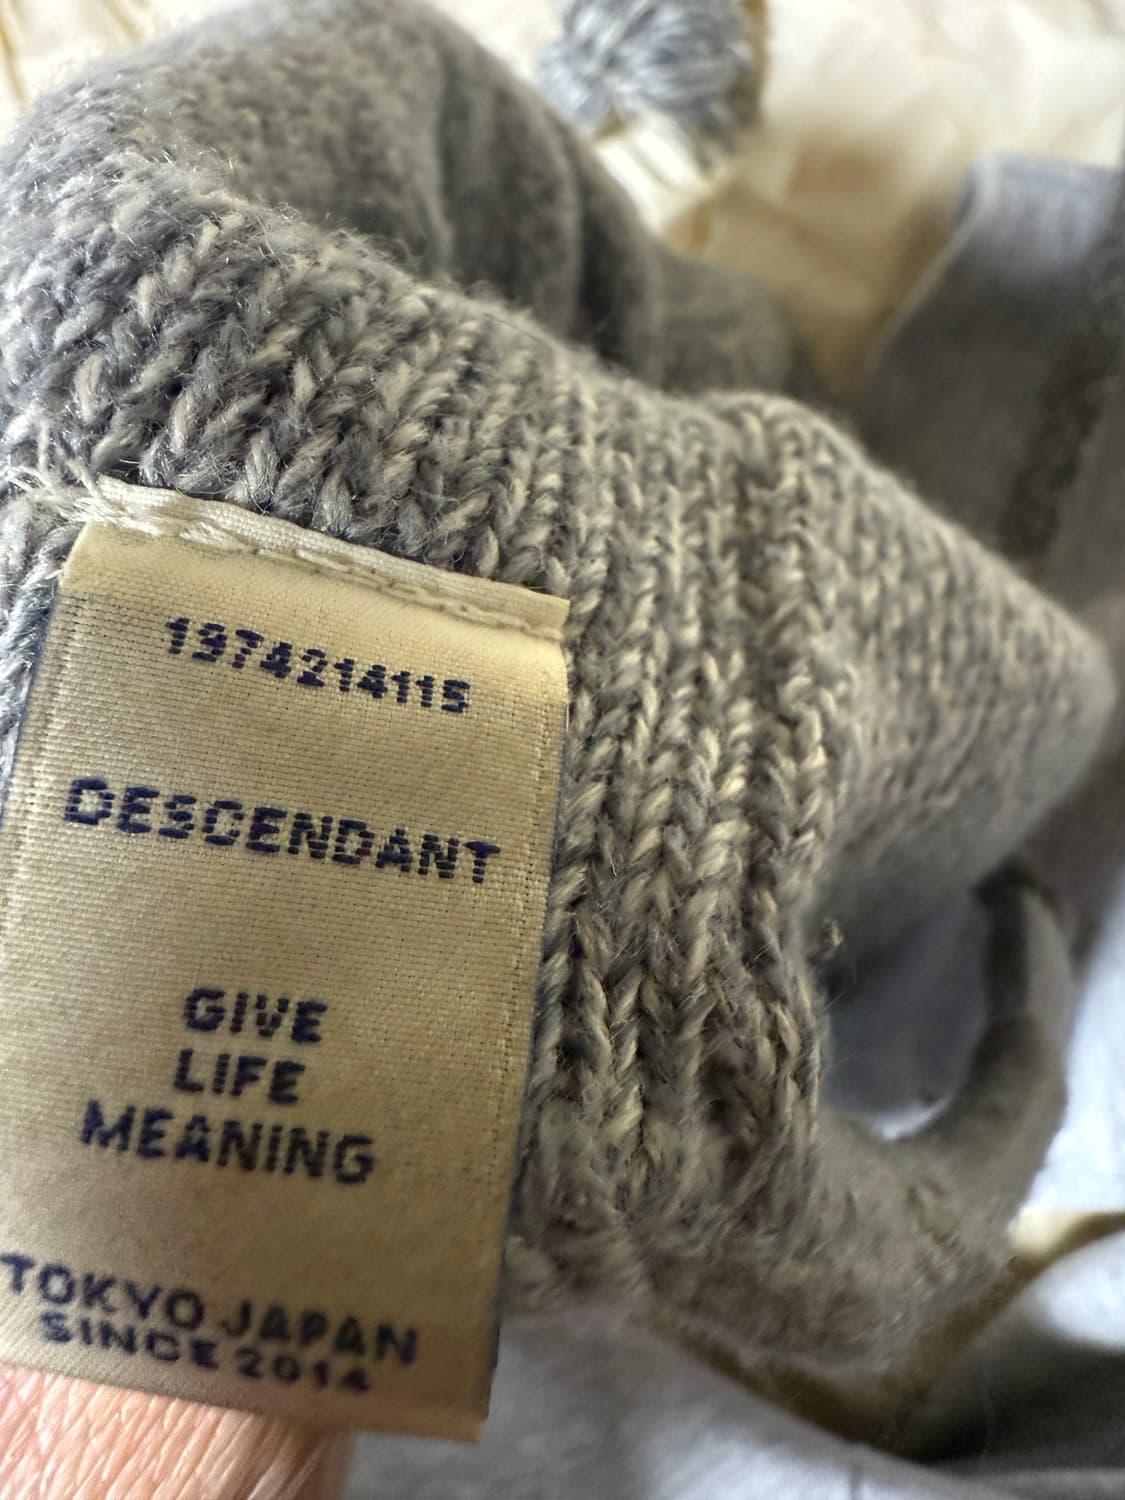 1974214115
DESCENDANT
GIVE
LIFE
MEANING
TOKYO JAPAN
SINCE 2014